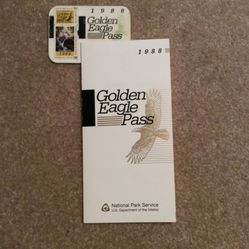 1988
Golden
Eagle
Pass
1988
Golden
Eagle
Pass
National Park Service
U.S. Department of the Interior